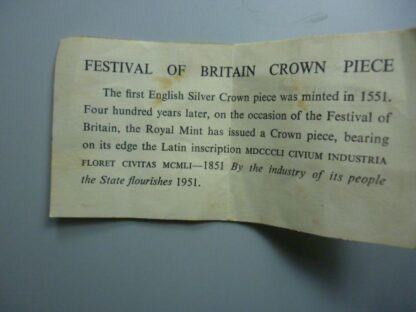 FESTIVAL OF BRITAIN CROWN PIECE
The first English Silver Crown piece was minted in 1551.
Four hundred years later, on the occasion of the Festival of
Britain, the Royal Mint has issued a Crown piece, bearing
on its edge the Latin inscription MDCCCLI CIVIUM INDUSTRIA
FLORET CIVITAS MCMLI—1851 By the industry of its people
the State flourishes 1951.